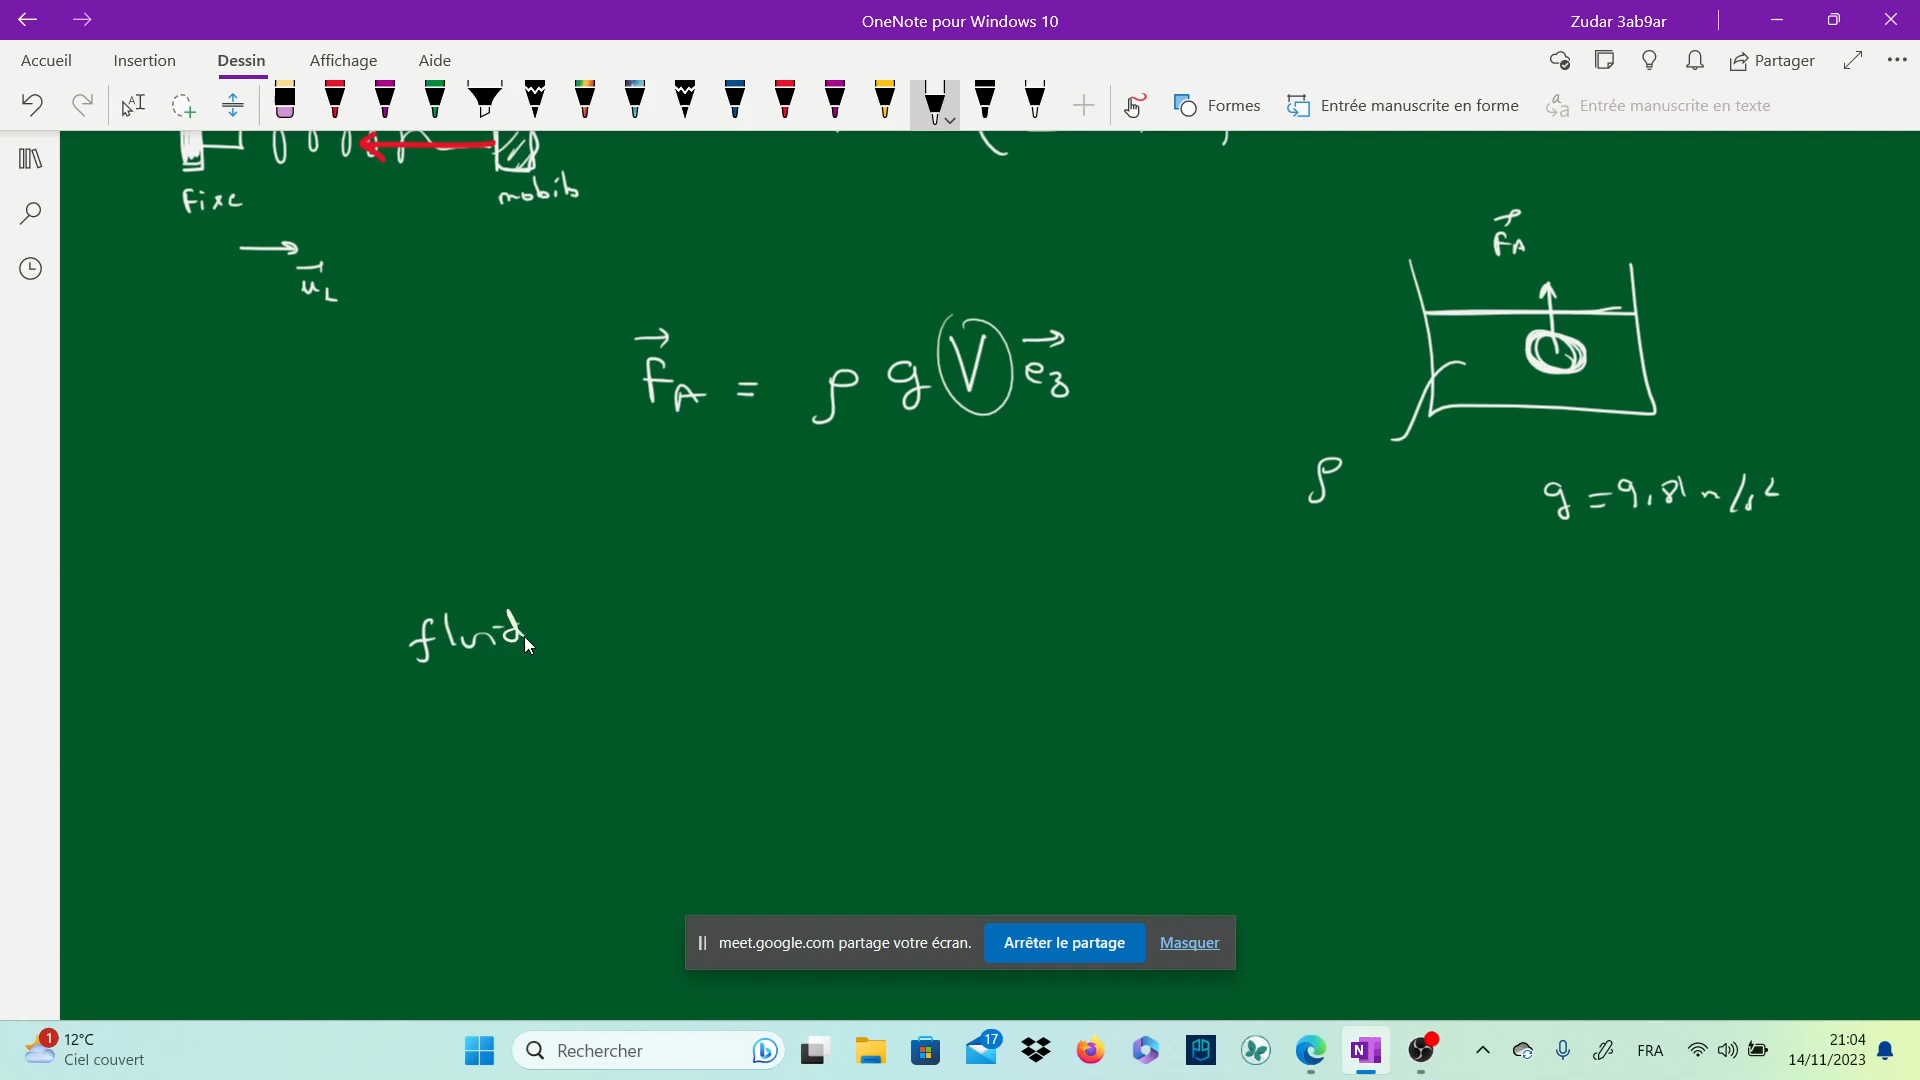 OneNote pour Windows 10
Zudar 3ab9ar
Accueil Insertion Dessin Affichage Aide
Partager
Formes Entrée manuscrite en forme Entrée manuscrite en texte
Fixe
mobile
u_L
F_A
F_A = ρ g V e_z
ρ
g = 9,81 m/s²
fluid
meet.google.com partage votre écran. Arrêter le partage Masquer
1
12°C
Ciel couvert
Rechercher
17
FRA
21:04
14/11/2023